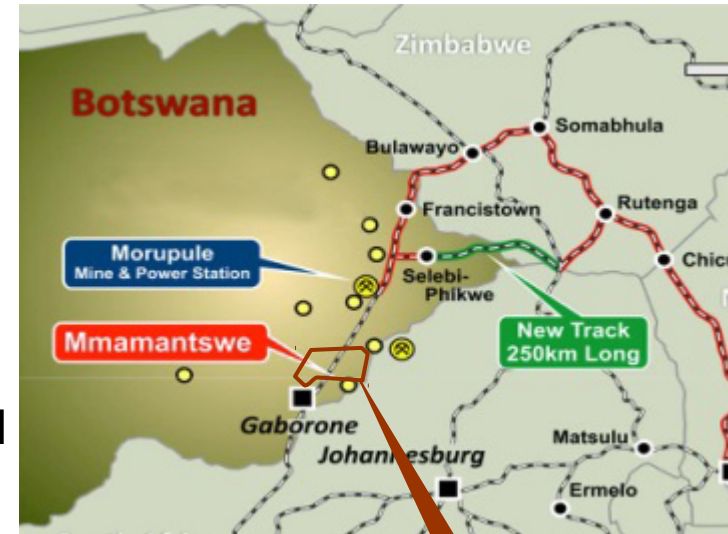 Zimbabwe
Botswana
Somabhula
Bulawayo
Rutenga
Francistown
Morupule
Mine & Power Station
Selebi-
Phikwe
New Track
250km Long
Mmamantswe
Gaborone
Johannesburg
Matsulu
Ermelo